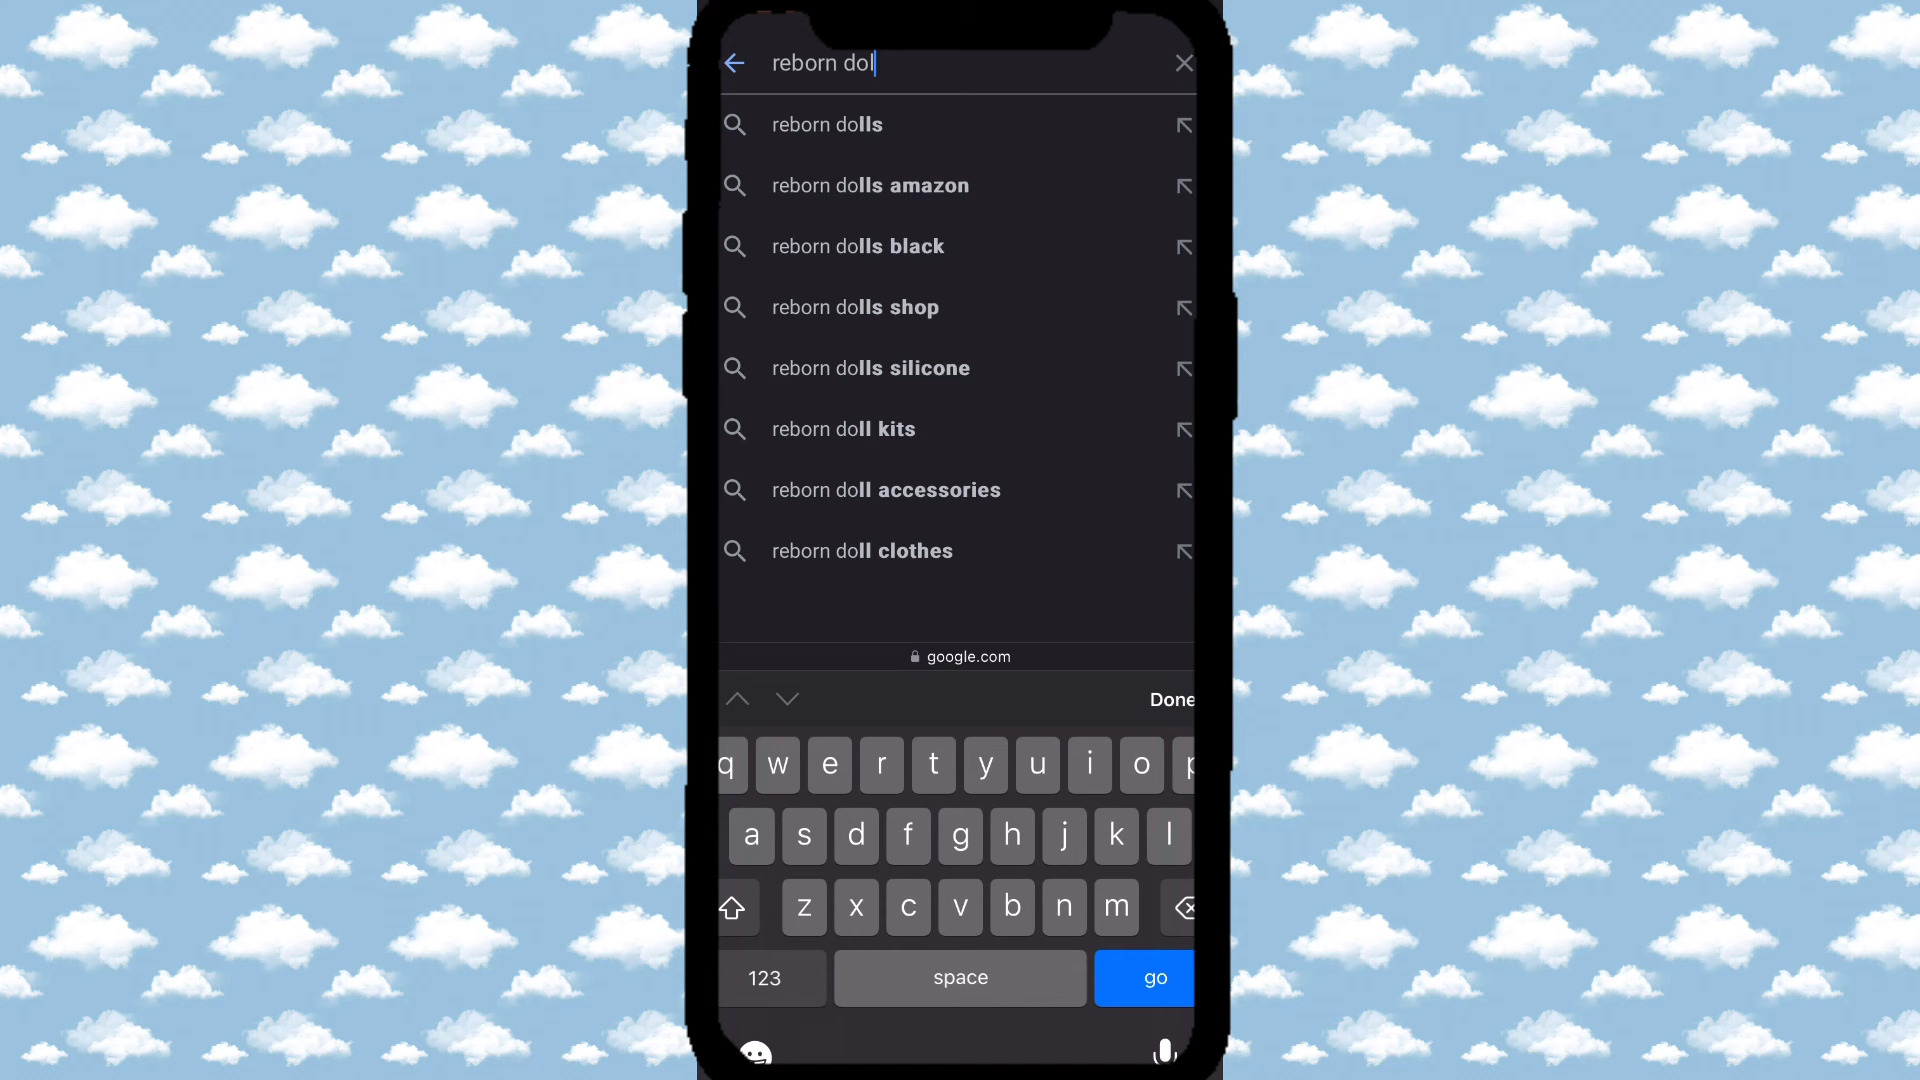 reborn dol
reborn dolls
reborn dolls amazon
reborn dolls black
reborn dolls shop
reborn dolls silicone
reborn doll kits
reborn doll accessories
reborn doll clothes
google.com
Done
q w e r t y u i o p
a s d f g h j k l
z x c v b n m
123 space go